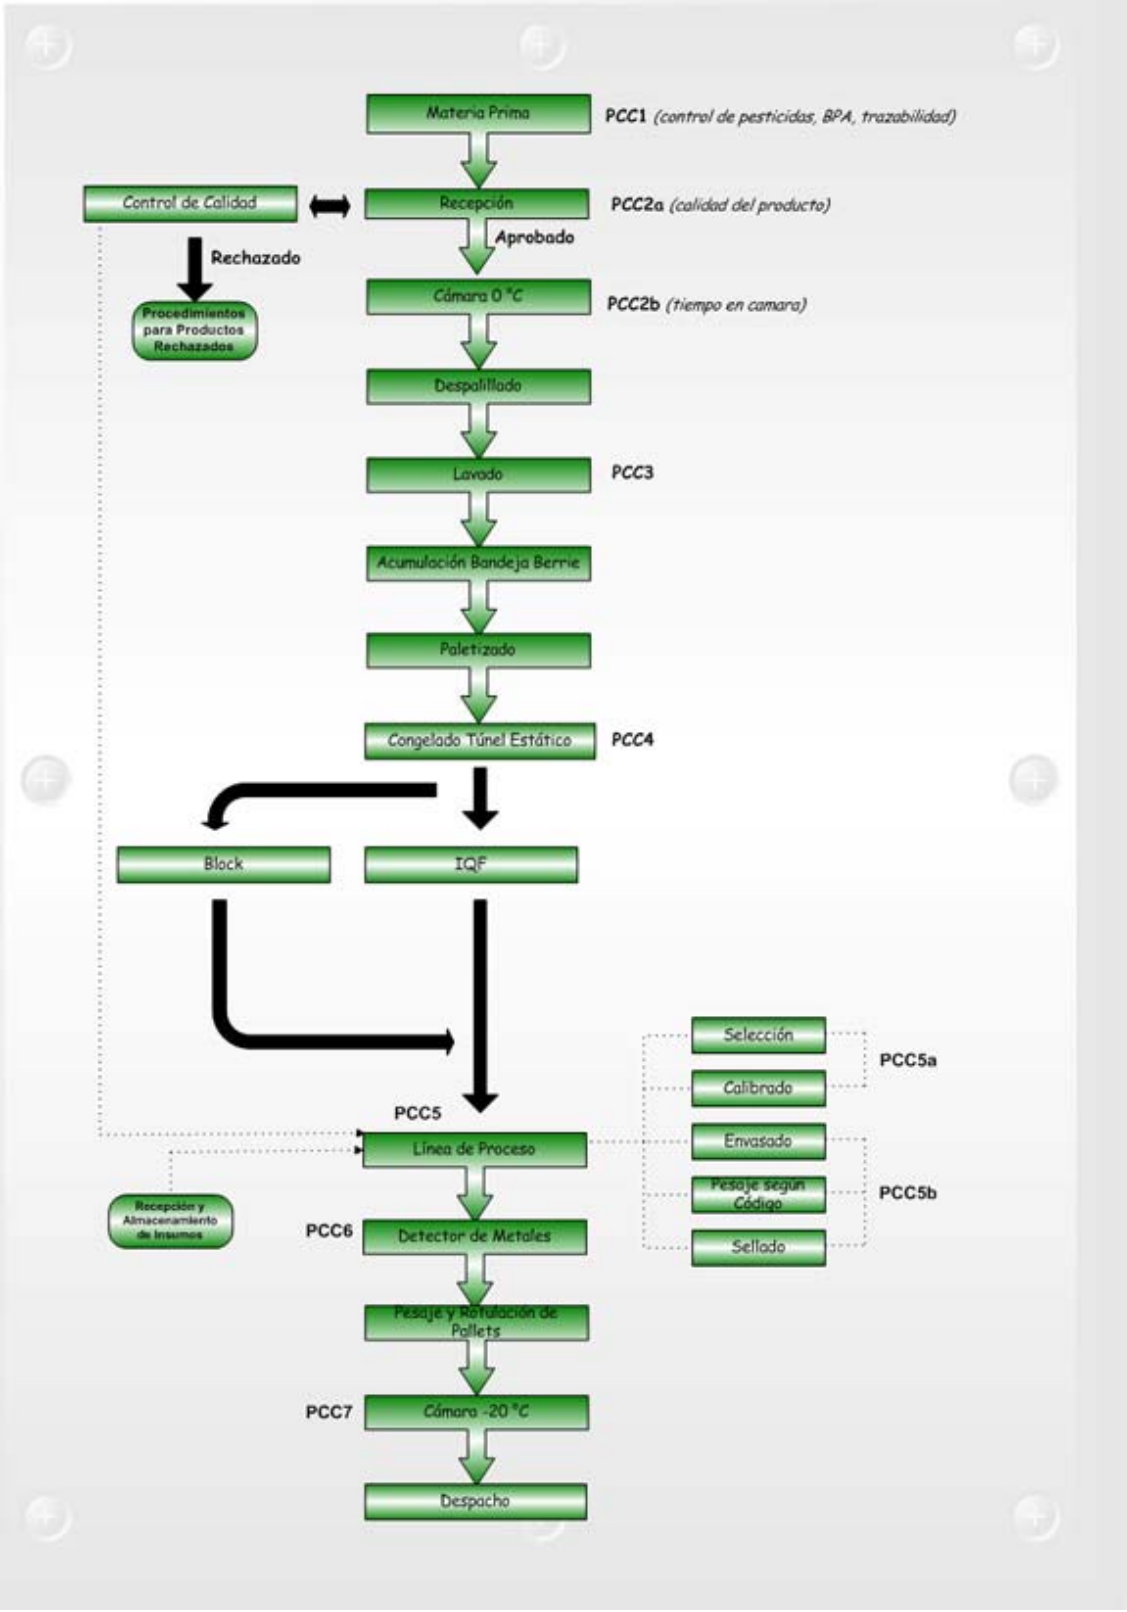 Materia Prima
PCC1 (control de pesticidas, BPA, trazabilidad)
Control de Calidad
Recepción
PCC2a (calidad del producto)
Aprobado
Rechazado
Cámara 0 °C
PCC2b (tiempo en camara)
Procedimientos
para Productos
Rechazados
Despalillado
Lavado
PCC3
Acumulación Bandeja Berrie
Paletizado
Congelado Túnel Estático
PCC4
Block
IQF
Selección
PCC5a
Calibrado
PCC5
Línea de Proceso
Envasado
Pesaje según
Código
PCC5b
Sellado
Recepción y
Almacenamiento
de Insumos
PCC6
Detector de Metales
Pesaje y Rotulación de
Pallets
PCC7
Cámara -20 °C
Despacho